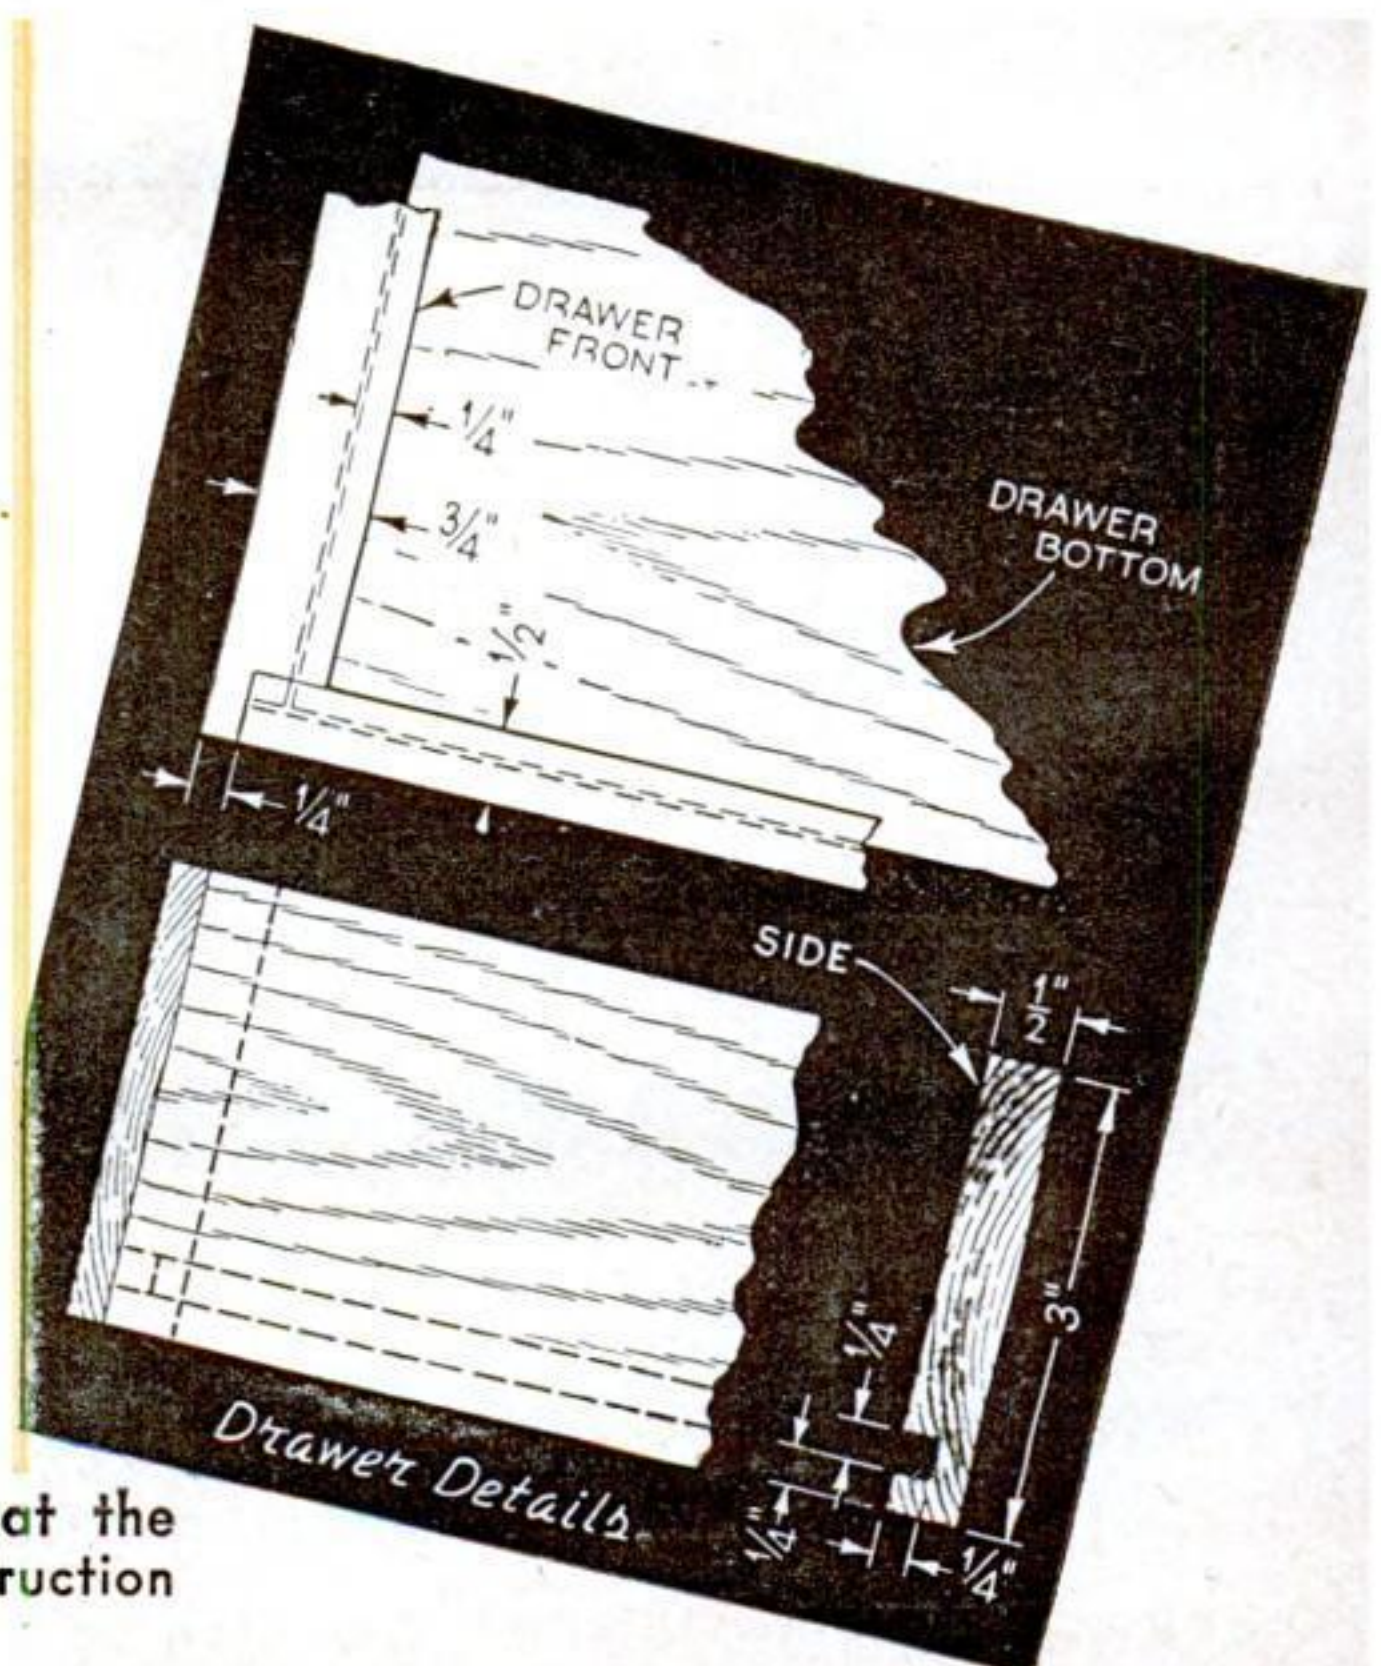 DRAWER
FRONT
1/4"
3/4"
DRAWER
BOTTOM
1/2"
1/4"
SIDE
1/2"
3"
1/4"
1/4"
1/4"
Drawer Details
at the
ruction